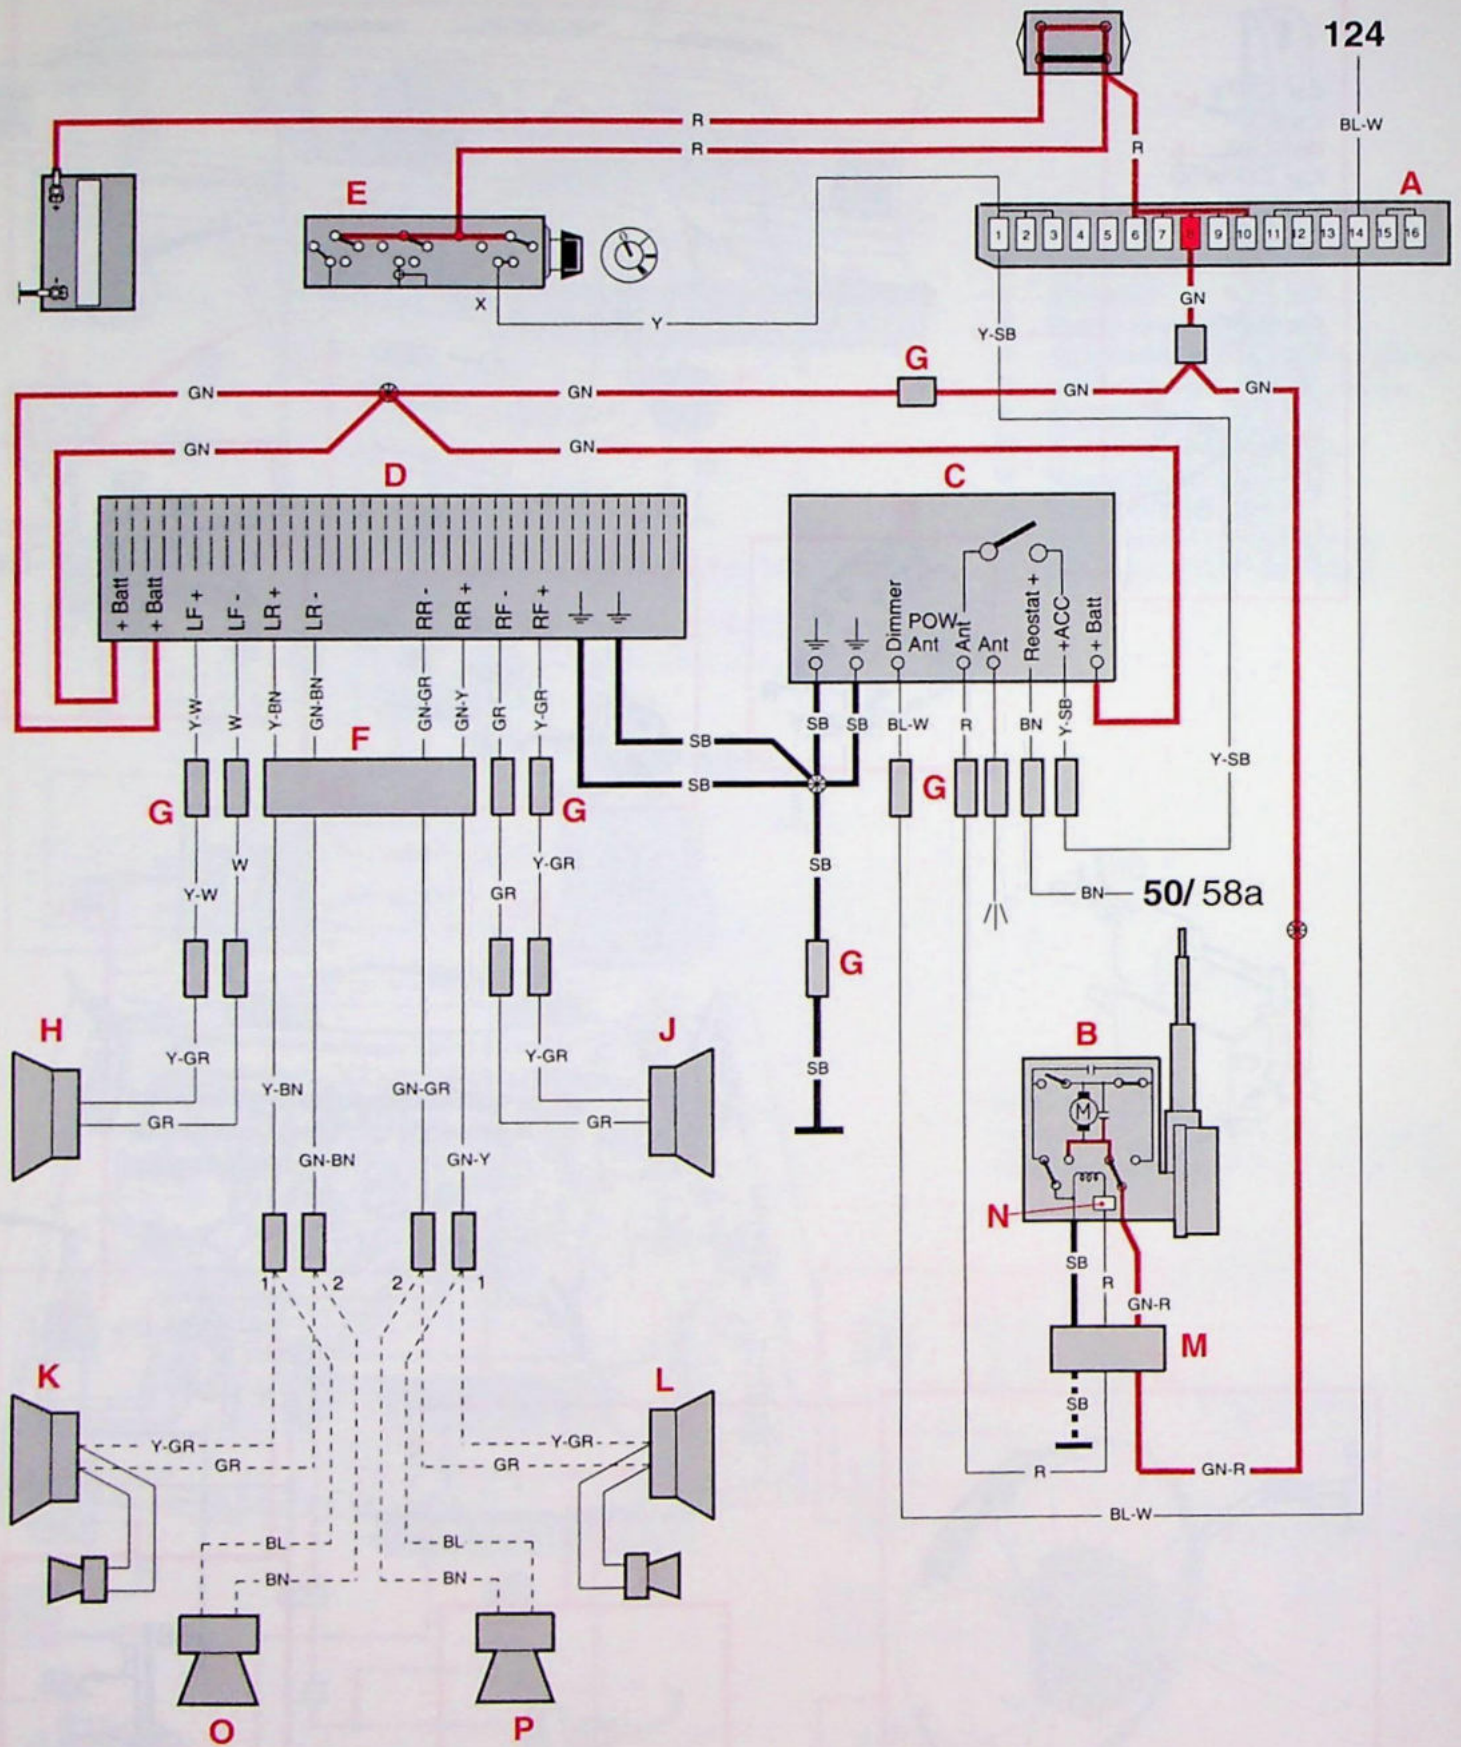 124
R
BL-W
R
R
E
A
1 2 3 4 5 6 7 8 9 10 11 12 13 14 15 16
+
-
X
Y
GN
Y-SB
G
GN GN GN GN
GN GN
D C
+ Batt + Batt LF + LF - LR + LR - RR - RR + RF - RF +
Dimmer POW Ant Ant Ant Reostat + +ACC + Batt
Y-W W Y-BN GN-BN GN-GR GN-Y GR Y-GR
SB SB BL-W R BN Y-SB
F
SB
SB
Y-SB
G G G
W Y-GR SB
Y-W GR BN 50/ 58a
G
H J B
Y-GR Y-GR SB
Y-BN GN-GR
GR GR
M
GN-BN GN-Y
N
SB
R
1 2 2 1
GN-R
M
K L
SB
Y-GR Y-GR
GR GR R GN-R
BL-W
BL BL
BN BN
O P